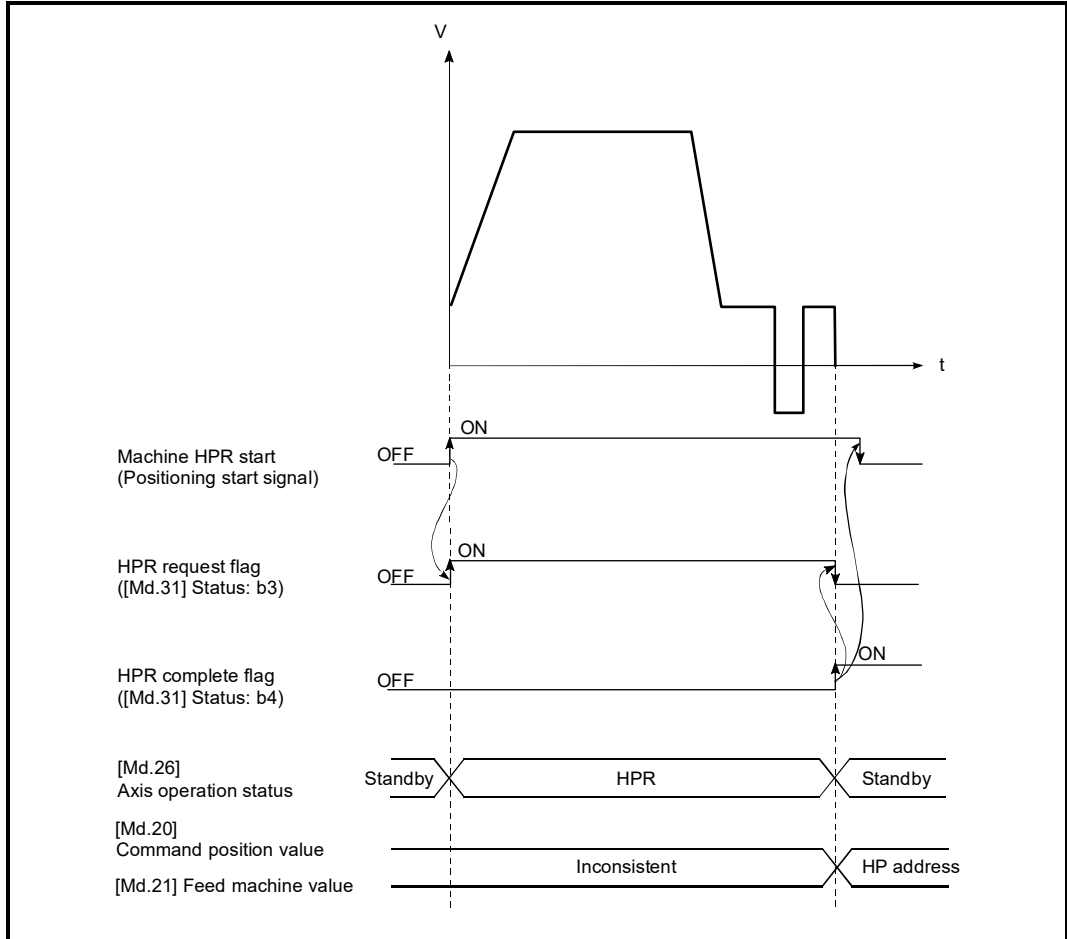 V
t
ON
Machine HPR start
OFF
(Positioning start signal)
ON
HPR request flag
OFF
([Md.31] Status: b3)
ON
HPR complete flag
OFF
([Md.31] Status: b4)
[Md.26]
Axis operation status
Standby
HPR
Standby
[Md.20]
Command position value
Inconsistent
HP address
[Md.21] Feed machine value